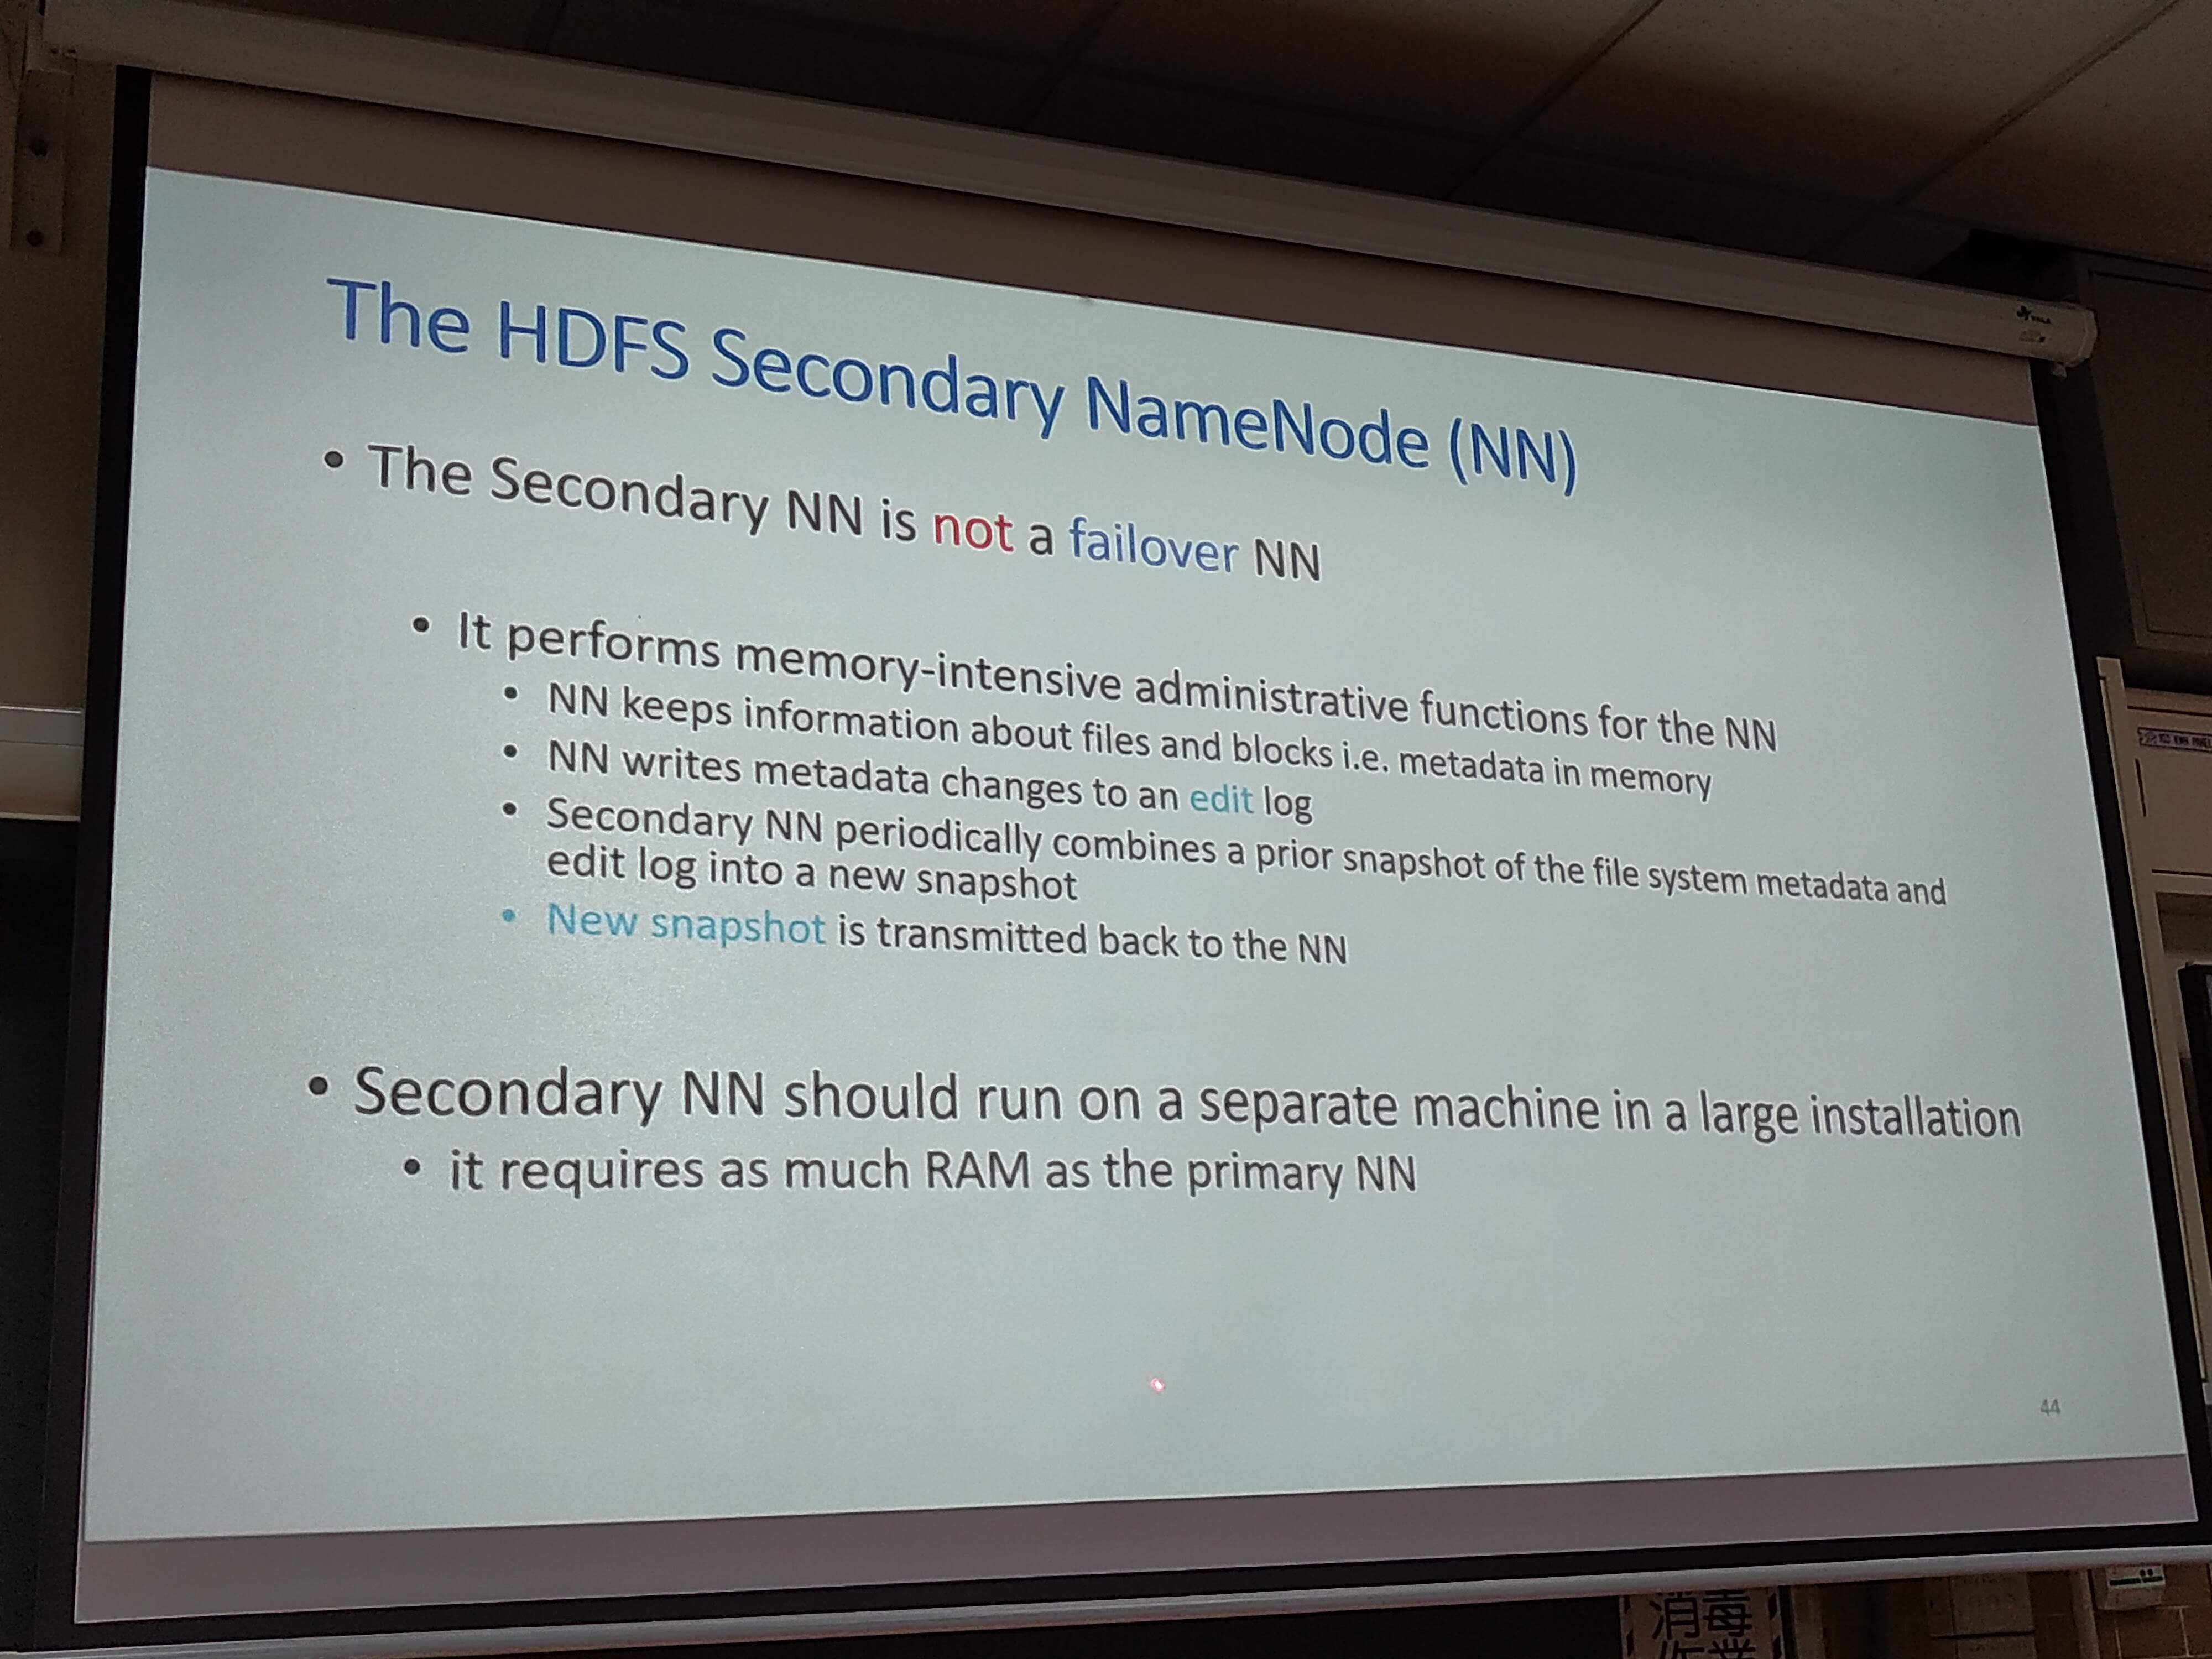 The HDFS Secondary NameNode (NN)
• The Secondary NN is not a failover NN
• It performs memory-intensive administrative functions for the NN
• NN keeps information about files and blocks i.e. metadata in memory
• NN writes metadata changes to an edit log
• Secondary NN periodically combines a prior snapshot of the file system metadata and
edit log into a new snapshot
• New snapshot is transmitted back to the NN
• Secondary NN should run on a separate machine in a large installation
• it requires as much RAM as the primary NN
44
消毒